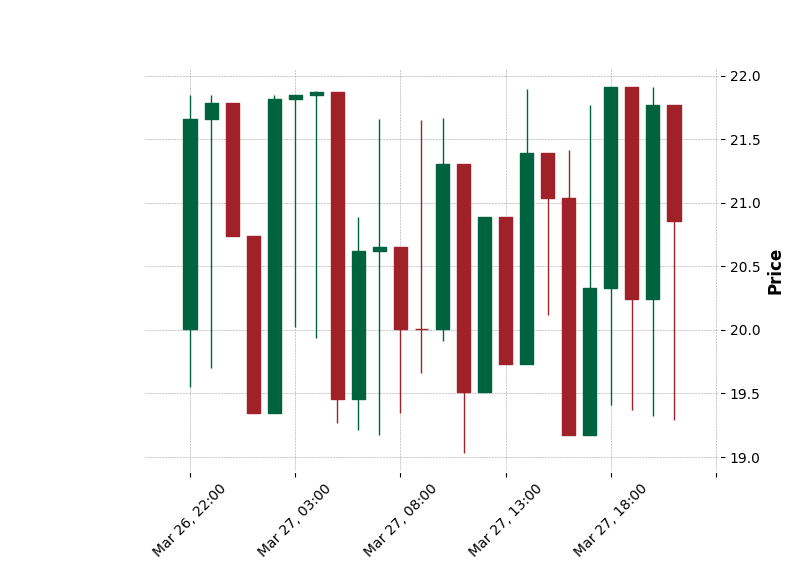 22.0
21.5
21.0
20.5
20.0
19.5
19.0
Price
Mar 26, 22:00
Mar 27, 03:00
Mar 27, 08:00
Mar 27, 13:00
Mar 27, 18:00